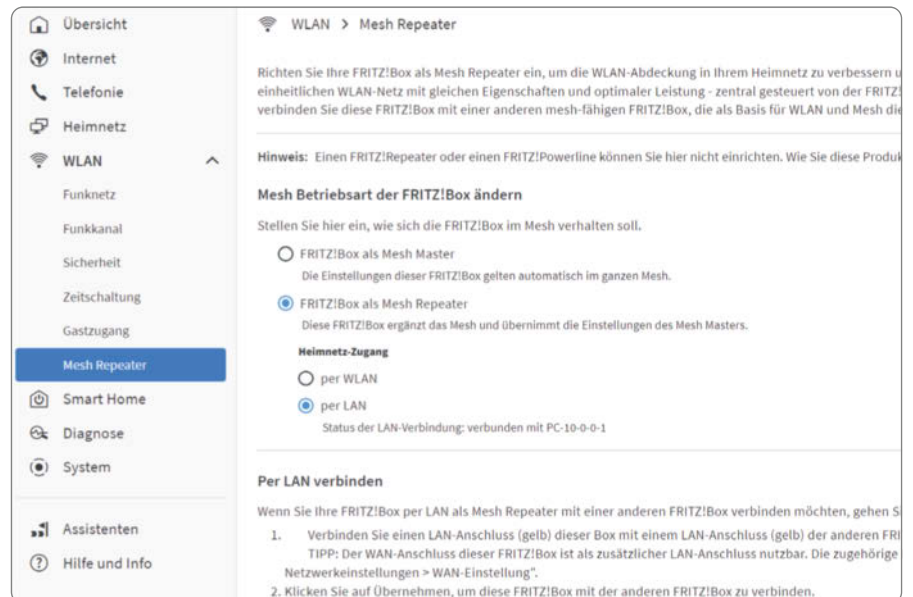 Übersicht
Internet
Telefonie
Heimnetz
WLAN
Funknetz
Funkkanal
Sicherheit
Zeitschaltung
Gastzugang
Mesh Repeater
Smart Home
Diagnose
System
Assistenten
Hilfe und Info
WLAN > Mesh Repeater
Richten Sie Ihre FRITZ!Box als Mesh Repeater ein, um die WLAN-Abdeckung in Ihrem Heimnetz zu verbessern u
einheitlichen WLAN-Netz mit gleichen Eigenschaften und optimaler Leistung - zentral gesteuert von der FRITZ!
verbinden Sie diese FRITZ!Box mit einer anderen mesh-fähigen FRITZ!Box, die als Basis für WLAN und Mesh die
Hinweis: Einen FRITZ!Repeater oder einen FRITZ!Powerline können Sie hier nicht einrichten. Wie Sie diese Produk
Mesh Betriebsart der FRITZ!Box ändern
Stellen Sie hier ein, wie sich die FRITZ!Box im Mesh verhalten soll.
FRITZ!Box als Mesh Master
Die Einstellungen dieser FRITZ!Box gelten automatisch im ganzen Mesh.
FRITZ!Box als Mesh Repeater
Diese FRITZ!Box ergänzt das Mesh und übernimmt die Einstellungen des Mesh Masters.
Heimnetz-Zugang
per WLAN
per LAN
Status der LAN-Verbindung: verbunden mit PC-10-0-0-1
Per LAN verbinden
Wenn Sie Ihre FRITZ!Box per LAN als Mesh Repeater mit einer anderen FRITZ!Box verbinden möchten, gehen S
1. Verbinden Sie einen LAN-Anschluss (gelb) dieser Box mit einem LAN-Anschluss (gelb) der anderen FRI
TIPP: Der WAN-Anschluss dieser FRITZ!Box ist als zusätzlicher LAN-Anschluss nutzbar. Die zugehörige
Netzwerkeinstellungen > WAN-Einstellung".
2. Klicken Sie auf Übernehmen, um diese FRITZ!Box mit der anderen FRITZ!Box zu verbinden.